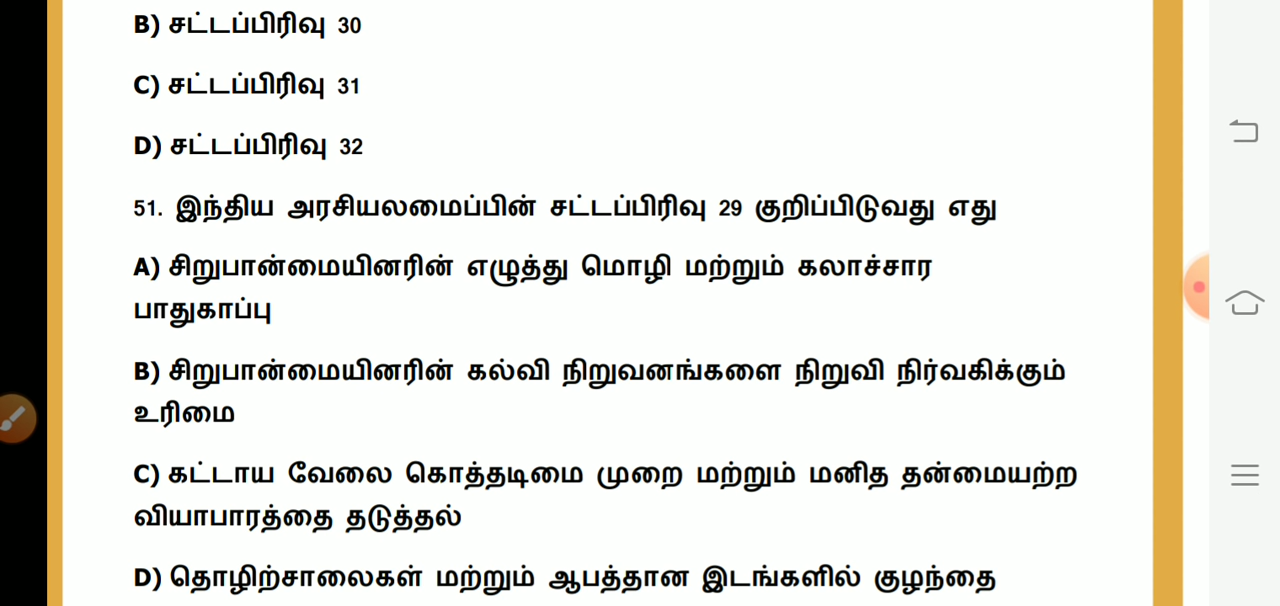 B) சட்டப்பிரிவு 30
C) சட்டப்பிரிவு 31
D) சட்டப்பிரிவு 32
51. இந்திய அரசியலமைப்பின் சட்டப்பிரிவு 29 குறிப்பிடுவது எது
A) சிறுபான்மையினரின் எழுத்து மொழி மற்றும் கலாச்சார
பாதுகாப்பு
B) சிறுபான்மையினரின் கல்வி நிறுவனங்களை நிறுவி நிர்வகிக்கும்
உரிமை
C) கட்டாய வேலை கொத்தடிமை முறை மற்றும் மனித தன்மையற்ற
வியாபாரத்தை தடுத்தல்
D) தொழிற்சாலைகள் மற்றும் ஆபத்தான இடங்களில் குழந்தை